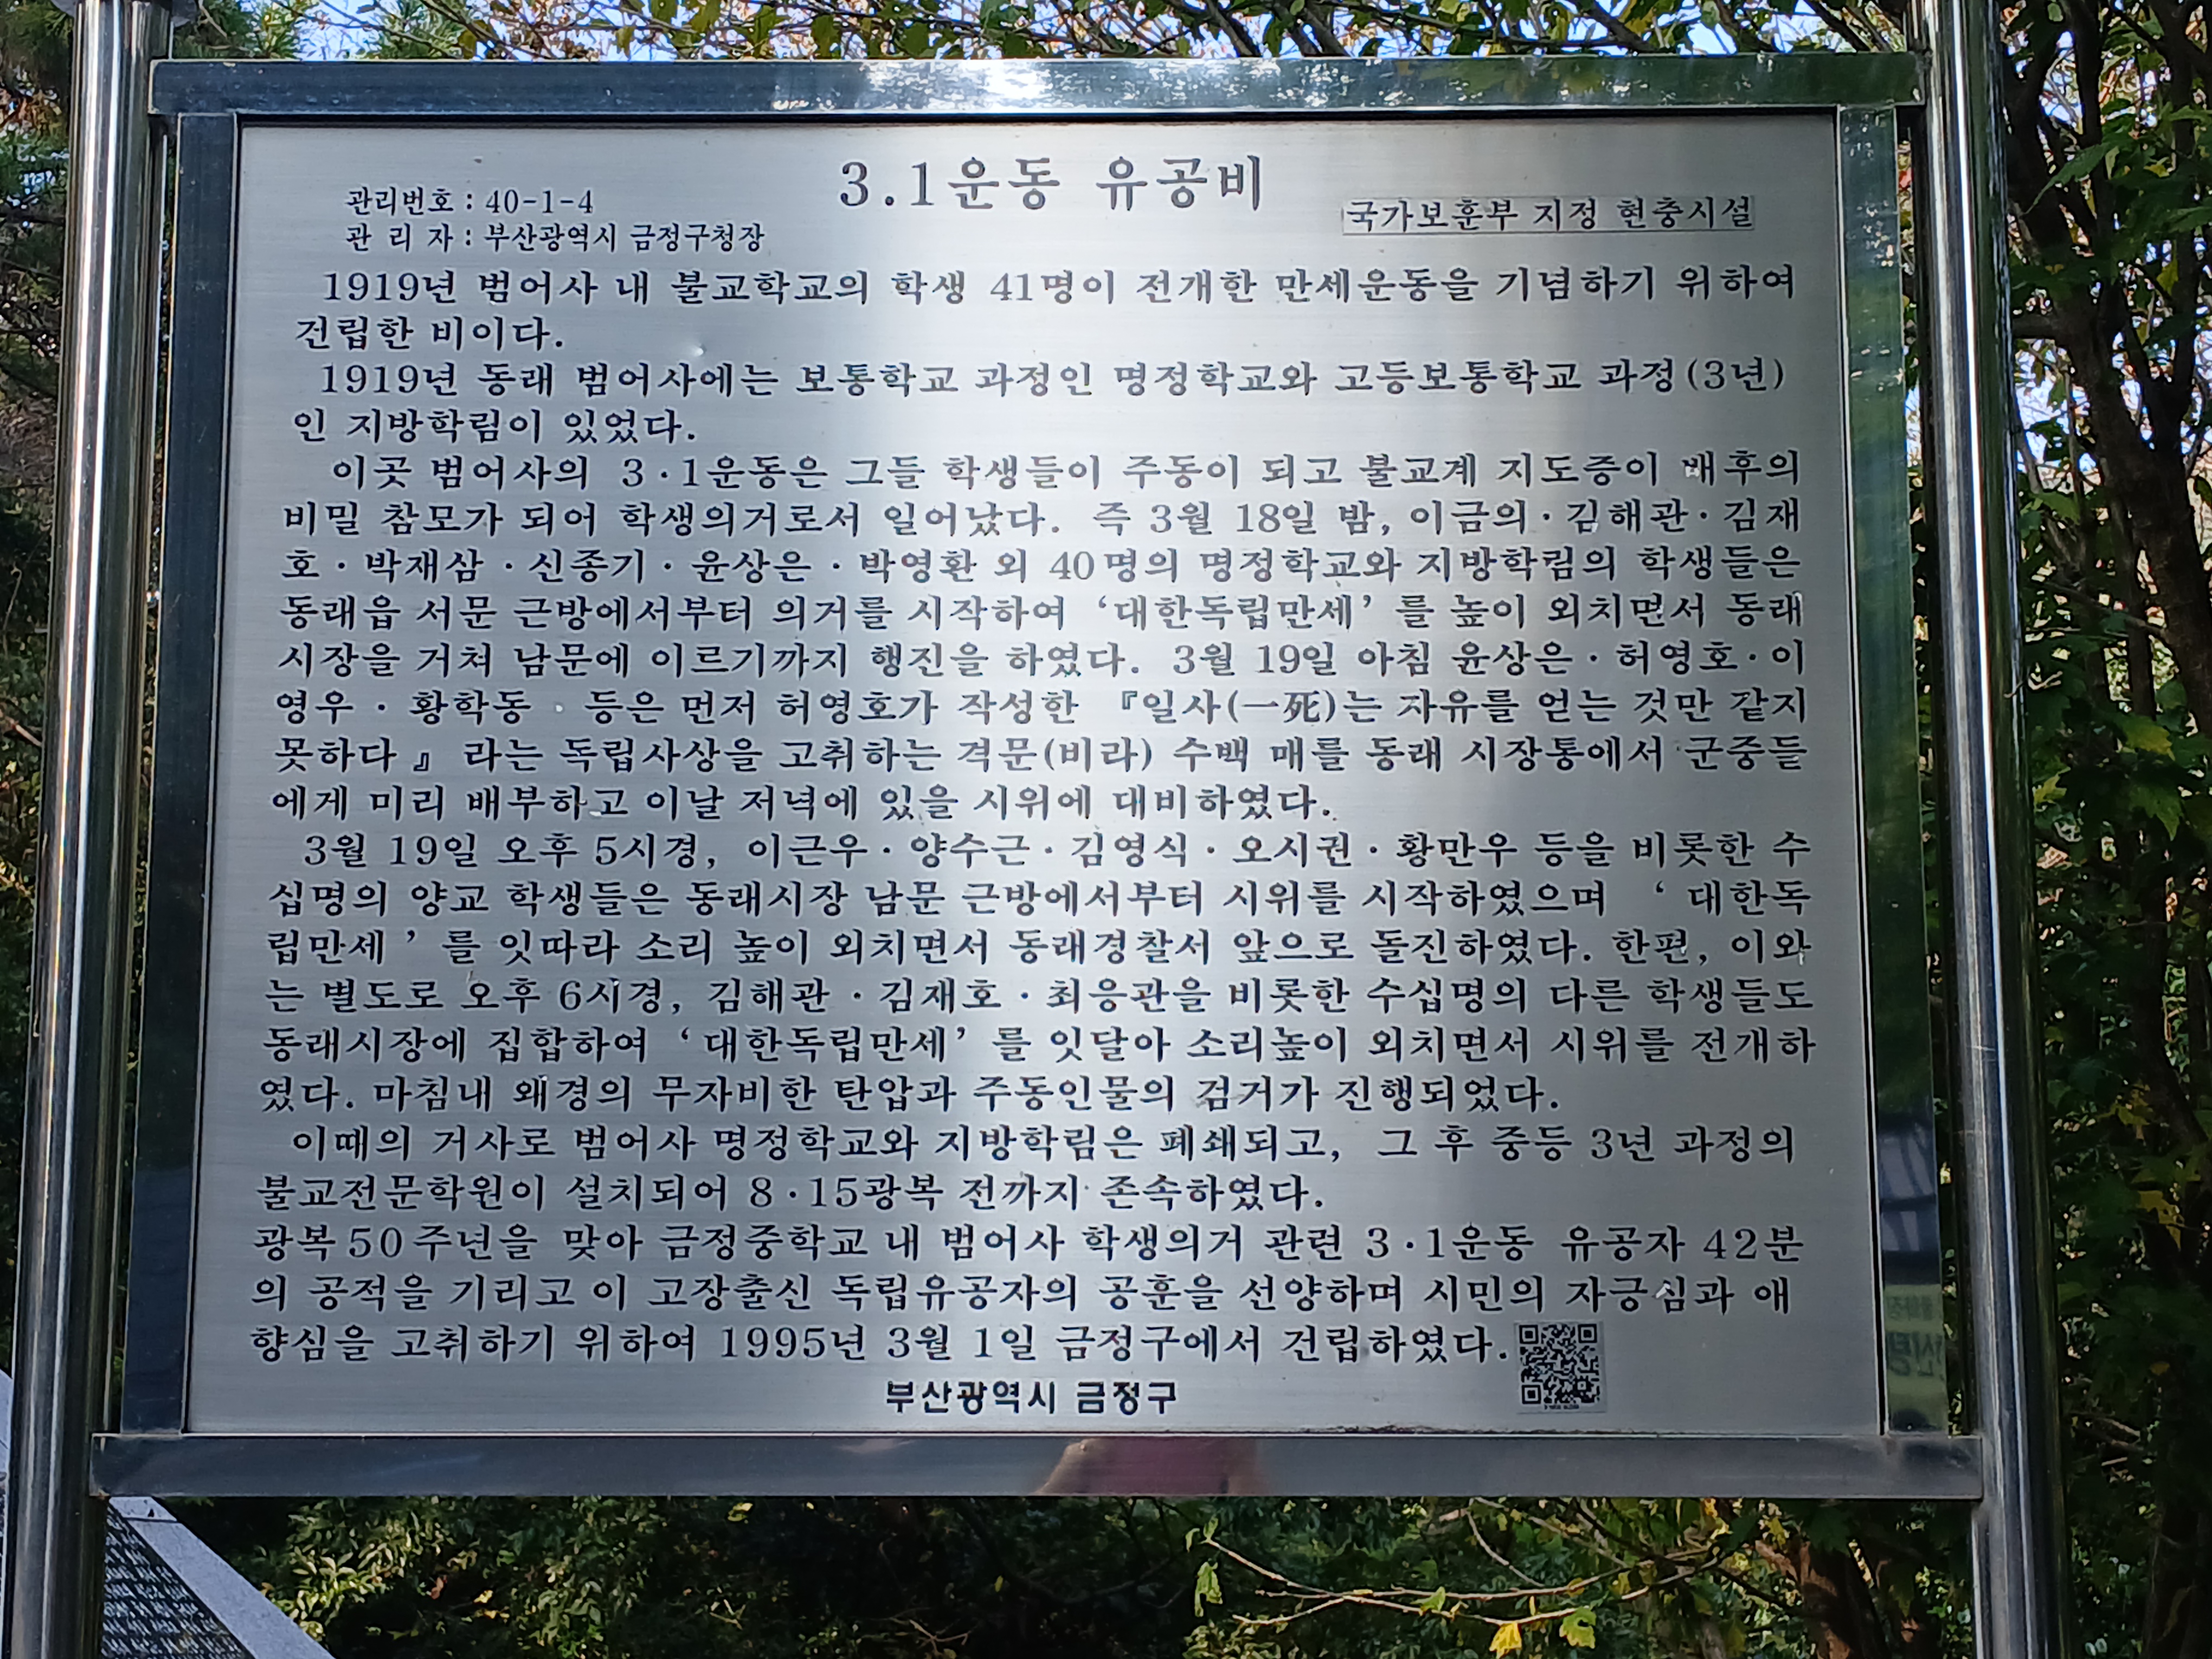 3.1운동 유공비
관리번호 : 40-1-4
관 리 자 : 부산광역시 금정구청장
국가보훈부 지정 현충시설
1919년 범어사 내 불교학교의 학생 41명이 전개한 만세운동을 기념하기 위하여
건립한 비이다.
1919년 동래 범어사에는 보통학교 과정인 명정학교와 고등보통학교 과정(3년)
인 지방학림이 있었다.
이곳 범어사의 3·1운동은 그들 학생들이 주동이 되고 불교계 지도층이 배후의
비밀 참모가 되어 학생의거로서 일어났다. 즉 3월 18일 밤, 이금의·김해관·김재
호·박재삼·신종기·윤상은·박영환 외 40명의 명정학교와 지방학림의 학생들은
동래읍 서문 근방에서부터 의거를 시작하여 ‘대한독립만세’ 를 높이 외치면서 동래
시장을 거쳐 남문에 이르기까지 행진을 하였다. 3월 19일 아침 윤상은·허영호·이
영우·황학동· 등은 먼저 허영호가 작성한 『일사(一死)는 자유를 얻는 것만 같지
못하다』 라는 독립사상을 고취하는 격문(비라) 수백 매를 동래 시장통에서 군중들
에게 미리 배부하고 이날 저녁에 있을 시위에 대비하였다.
3월 19일 오후 5시경, 이근우·양수근·김영식·오시권·황만우 등을 비롯한 수
십명의 양교 학생들은 동래시장 남문 근방에서부터 시위를 시작하였으며 ‘ 대한독
립만세 ’ 를 잇따라 소리 높이 외치면서 동래경찰서 앞으로 돌진하였다. 한편, 이와
는 별도로 오후 6시경, 김해관·김재호·최응관을 비롯한 수십명의 다른 학생들도
동래시장에 집합하여 ‘대한독립만세’ 를 잇달아 소리높이 외치면서 시위를 전개하
였다. 마침내 왜경의 무자비한 탄압과 주동인물의 검거가 진행되었다.
이때의 거사로 범어사 명정학교와 지방학림은 폐쇄되고, 그 후 중등 3년 과정의
불교전문학원이 설치되어 8·15광복 전까지 존속하였다.
광복50주년을 맞아 금정중학교 내 범어사 학생의거 관련 3·1운동 유공자 42분
의 공적을 기리고 이 고장출신 독립유공자의 공훈을 선양하며 시민의 자긍심과 애
향심을 고취하기 위하여 1995년 3월 1일 금정구에서 건립하였다.
부산광역시 금정구